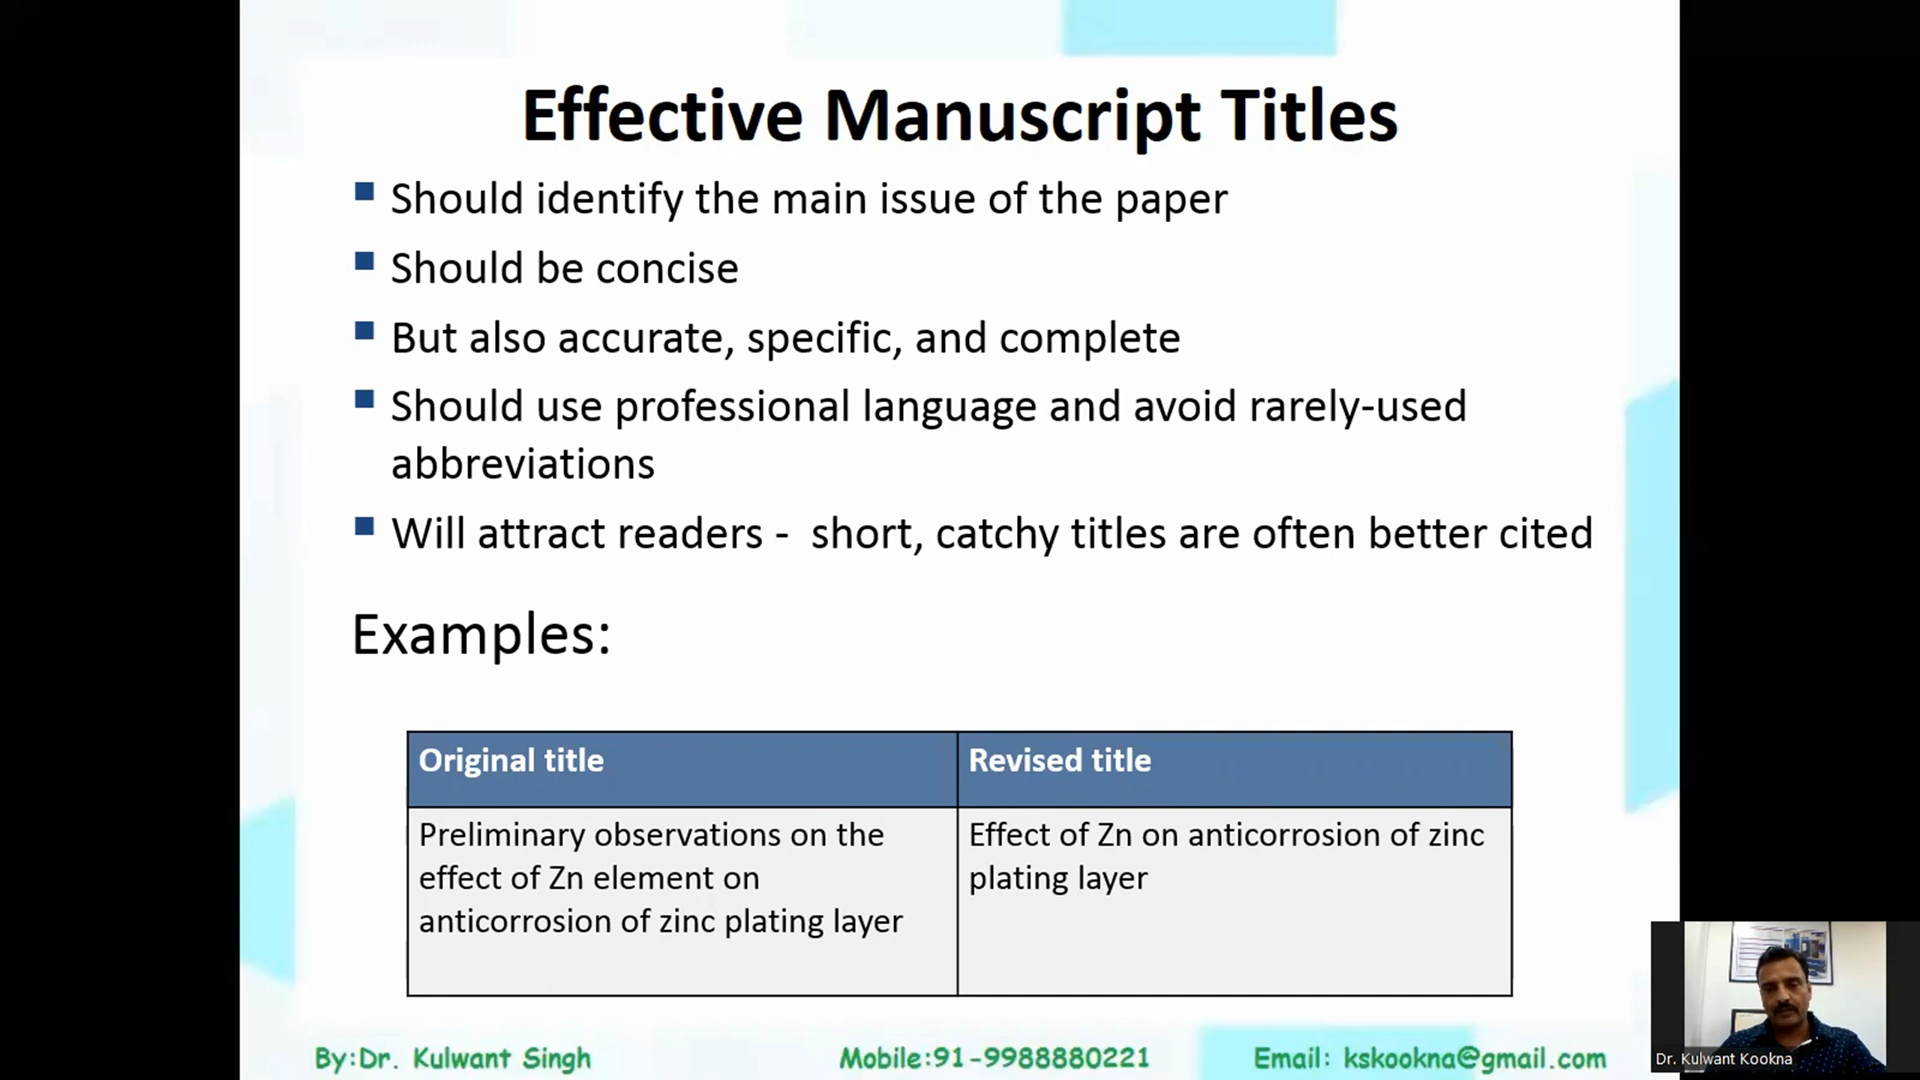 Effective Manuscript Titles
Should identify the main issue of the paper
Should be concise
But also accurate, specific, and complete
Should use professional language and avoid rarely-used
abbreviations
Will attract readers - short, catchy titles are often better cited
Examples:
Original title
Revised title
Preliminary observations on the
effect of Zn element on
anticorrosion of zinc plating layer
Effect of Zn on anticorrosion of zinc
plating layer
By:Dr. Kulwant Singh
Mobile:91-9988880221
Email: kskookna@gmail.com
Dr. Kulwant Kookna